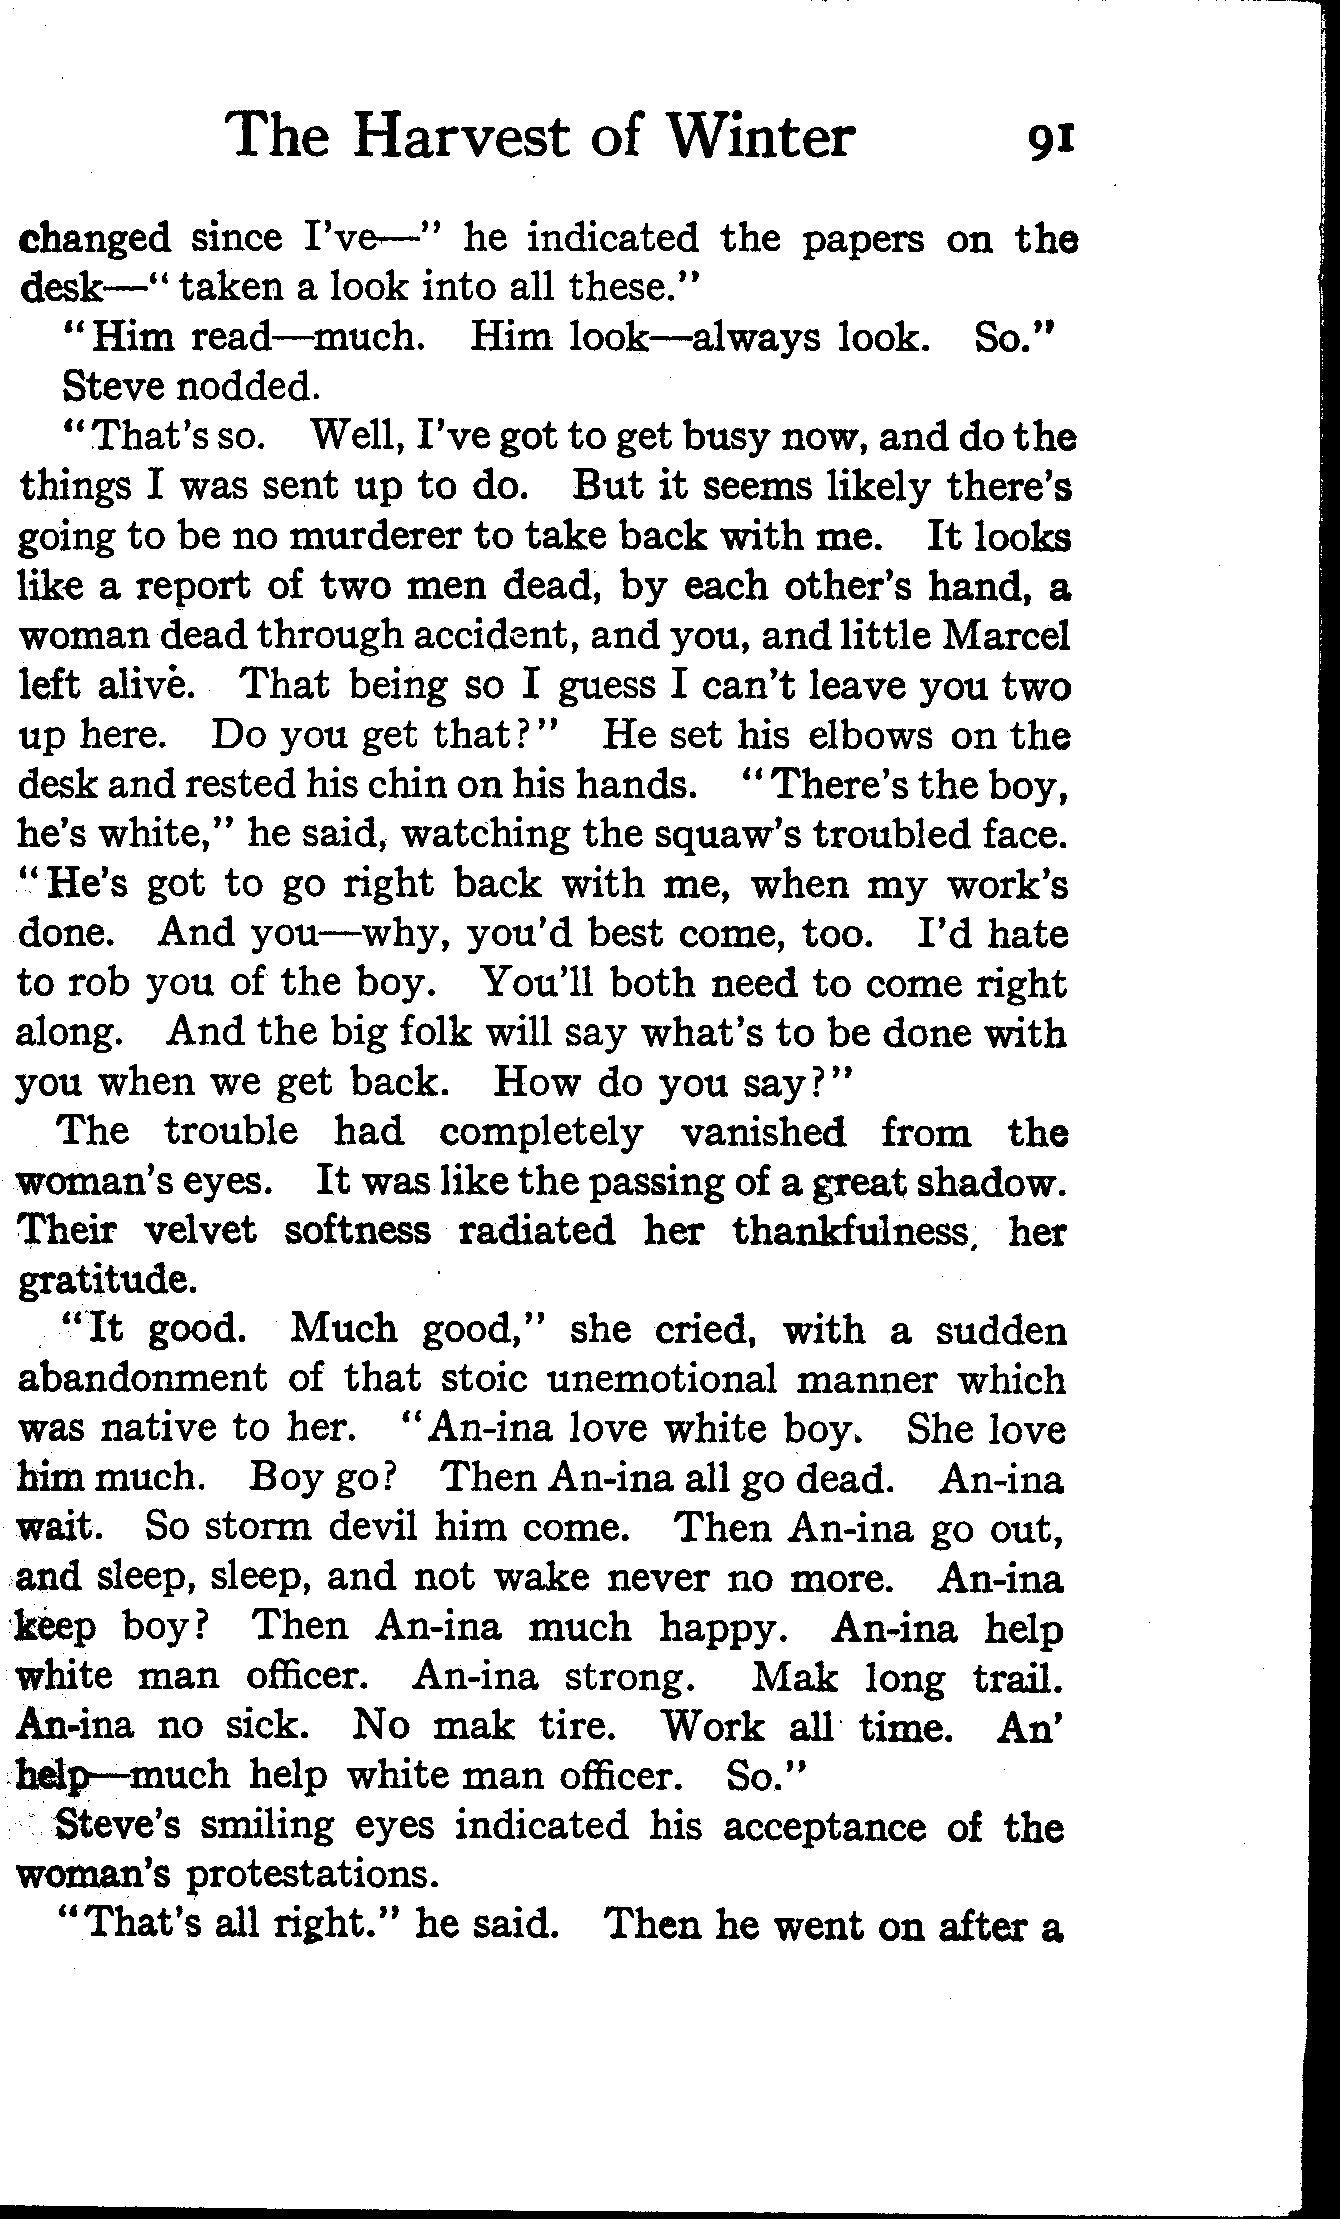 The Harvest of Winter 91
changed since I've—" he indicated the papers on the
desk—"taken a look into all these."
"Him read—much. Him look—always look. So."
Steve nodded.
"That's so. Well, I've got to get busy now, and do the
things I was sent up to do. But it seems likely there's
going to be no murderer to take back with me. It looks
like a report of two men dead, by each other's hand, a
woman dead through accident, and you, and little Marcel
left alive. That being so I guess I can't leave you two
up here. Do you get that?" He set his elbows on the
desk and rested his chin on his hands. "There's the boy,
he's white," he said, watching the squaw's troubled face.
"He's got to go right back with me, when my work's
done. And you—why, you'd best come, too. I'd hate
to rob you of the boy. You'll both need to come right
along. And the big folk will say what's to be done with
you when we get back. How do you say?"
The trouble had completely vanished from the
woman's eyes. It was like the passing of a great shadow.
Their velvet softness radiated her thankfulness, her
gratitude.
"It good. Much good," she cried, with a sudden
abandonment of that stoic unemotional manner which
was native to her. "An-ina love white boy. She love
him much. Boy go? Then An-ina all go dead. An-ina
wait. So storm devil him come. Then An-ina go out,
and sleep, sleep, and not wake never no more. An-ina
keep boy? Then An-ina much happy. An-ina help
white man officer. An-ina strong. Mak long trail.
An-ina no sick. No mak tire. Work all time. An'
help—much help white man officer. So."
Steve's smiling eyes indicated his acceptance of the
woman's protestations.
"That's all right." he said. Then he went on after a